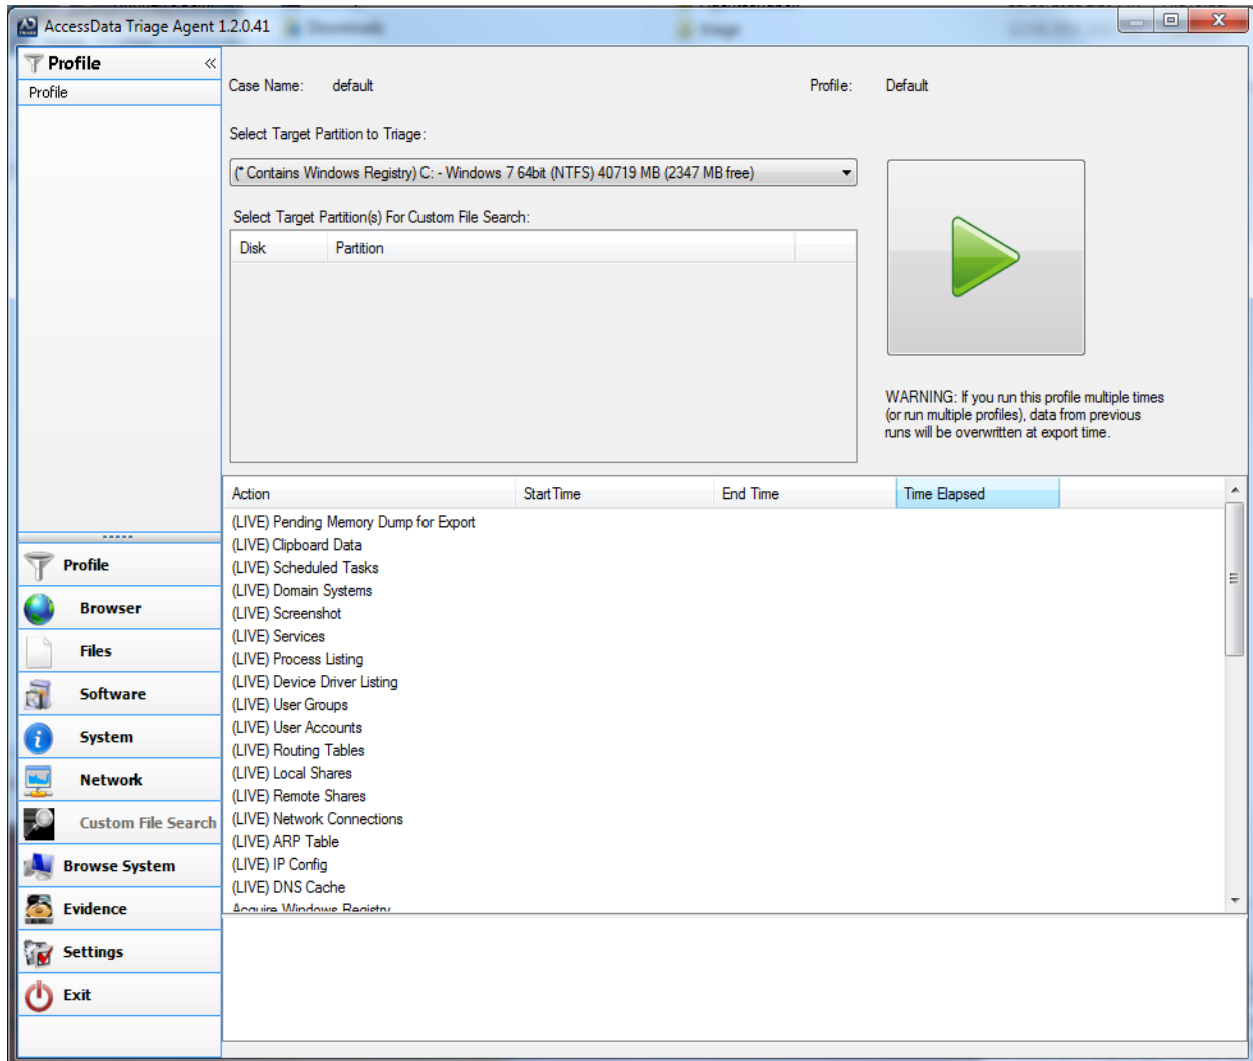 AccessData Triage Agent 1.2.0.41
Profile
Profile
Case Name: default Profile: Default
Select Target Partition to Triage:
(* Contains Windows Registry) C: - Windows 7 64bit (NTFS) 40719 MB (2347 MB free)
Select Target Partition(s) For Custom File Search:
Disk Partition
WARNING: If you run this profile multiple times
(or run multiple profiles), data from previous
runs will be overwritten at export time.
Action Start Time End Time Time Elapsed
(LIVE) Pending Memory Dump for Export
(LIVE) Clipboard Data
(LIVE) Scheduled Tasks
(LIVE) Domain Systems
(LIVE) Screenshot
(LIVE) Services
(LIVE) Process Listing
(LIVE) Device Driver Listing
(LIVE) User Groups
(LIVE) User Accounts
(LIVE) Routing Tables
(LIVE) Local Shares
(LIVE) Remote Shares
(LIVE) Network Connections
(LIVE) ARP Table
(LIVE) IP Config
(LIVE) DNS Cache
Acquire Windows Registry
Profile
Browser
Files
Software
System
Network
Custom File Search
Browse System
Evidence
Settings
Exit